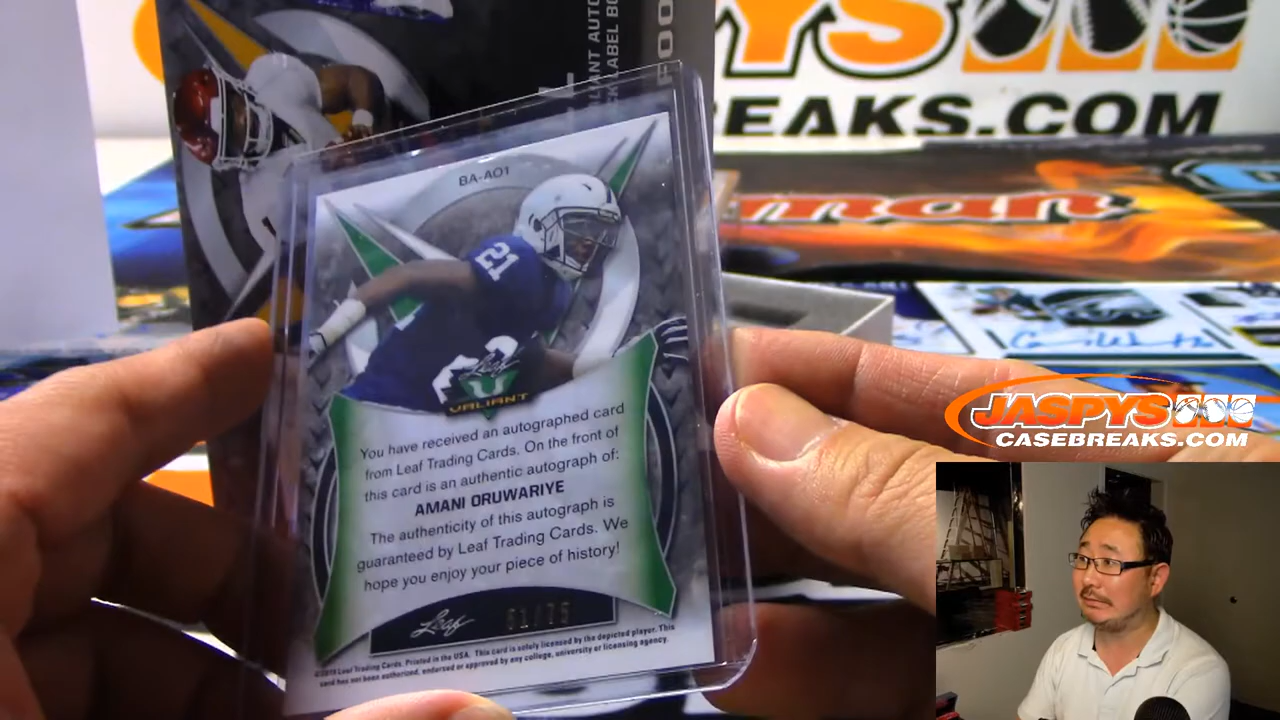 YS
BREAKS.COM
BA-AO1
21
Leaf
VALIANT
You have received an autographed card
from Leaf Trading Cards. On the front of
this card is an authentic autograph of:
AMANI ORUWARIYE
The authenticity of this autograph is
guaranteed by Leaf Trading Cards. We
hope you enjoy your piece of history!
Leaf
©2019 Leaf Trading Cards. Printed in the USA. This card is solely licensed by the depicted player. This
card has not been authorized, endorsed or approved by any college, university or licensing agency.
JASPYS
CASEBREAKS.COM